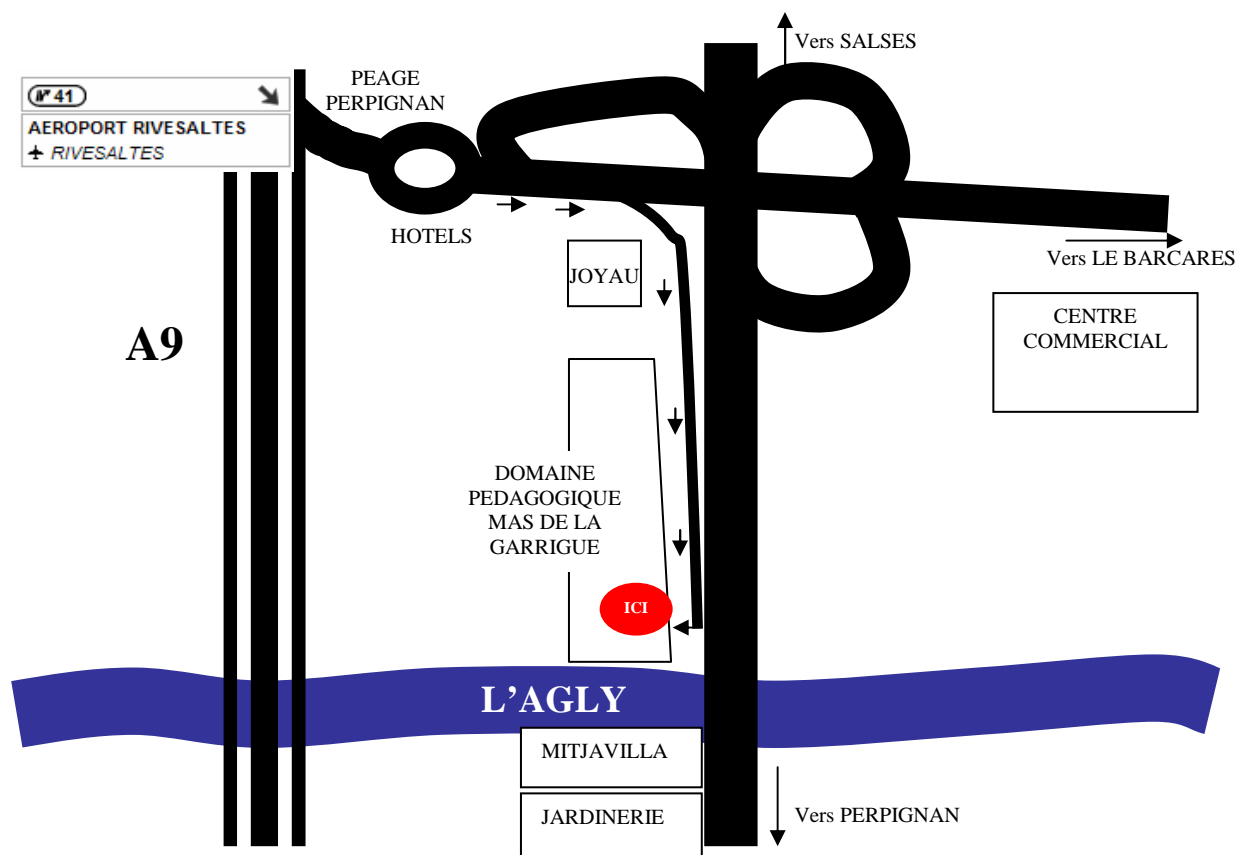 Vers SALSES
PEAGE
PERPIGNAN
41
AEROPORT RIVESALTES
RIVESALTES
HOTELS
Vers LE BARCARES
JOYAU
CENTRE
COMMERCIAL
A9
DOMAINE
PEDAGOGIQUE
MAS DE LA
GARRIGUE
ICI
L'AGLY
MITJAVILLA
JARDINERIE
Vers PERPIGNAN